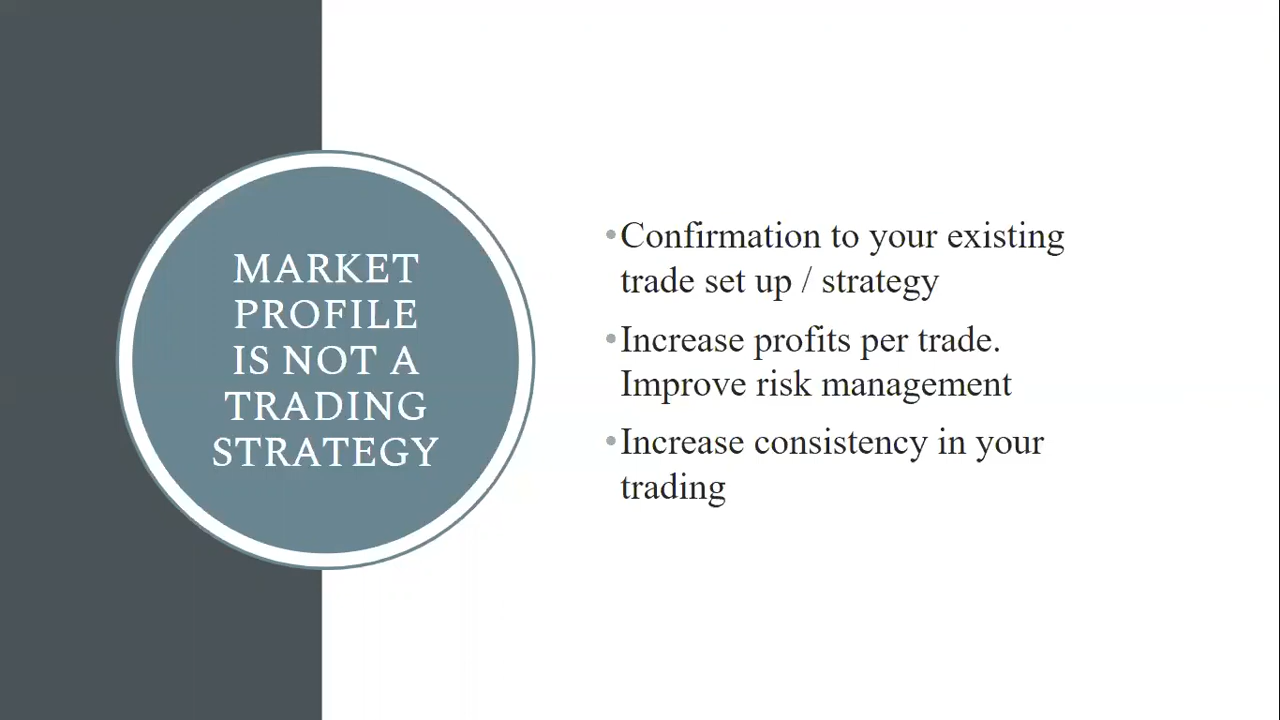 MARKET
PROFILE
IS NOT A
TRADING
STRATEGY
•Confirmation to your existing
trade set up / strategy
•Increase profits per trade.
Improve risk management
•Increase consistency in your
trading